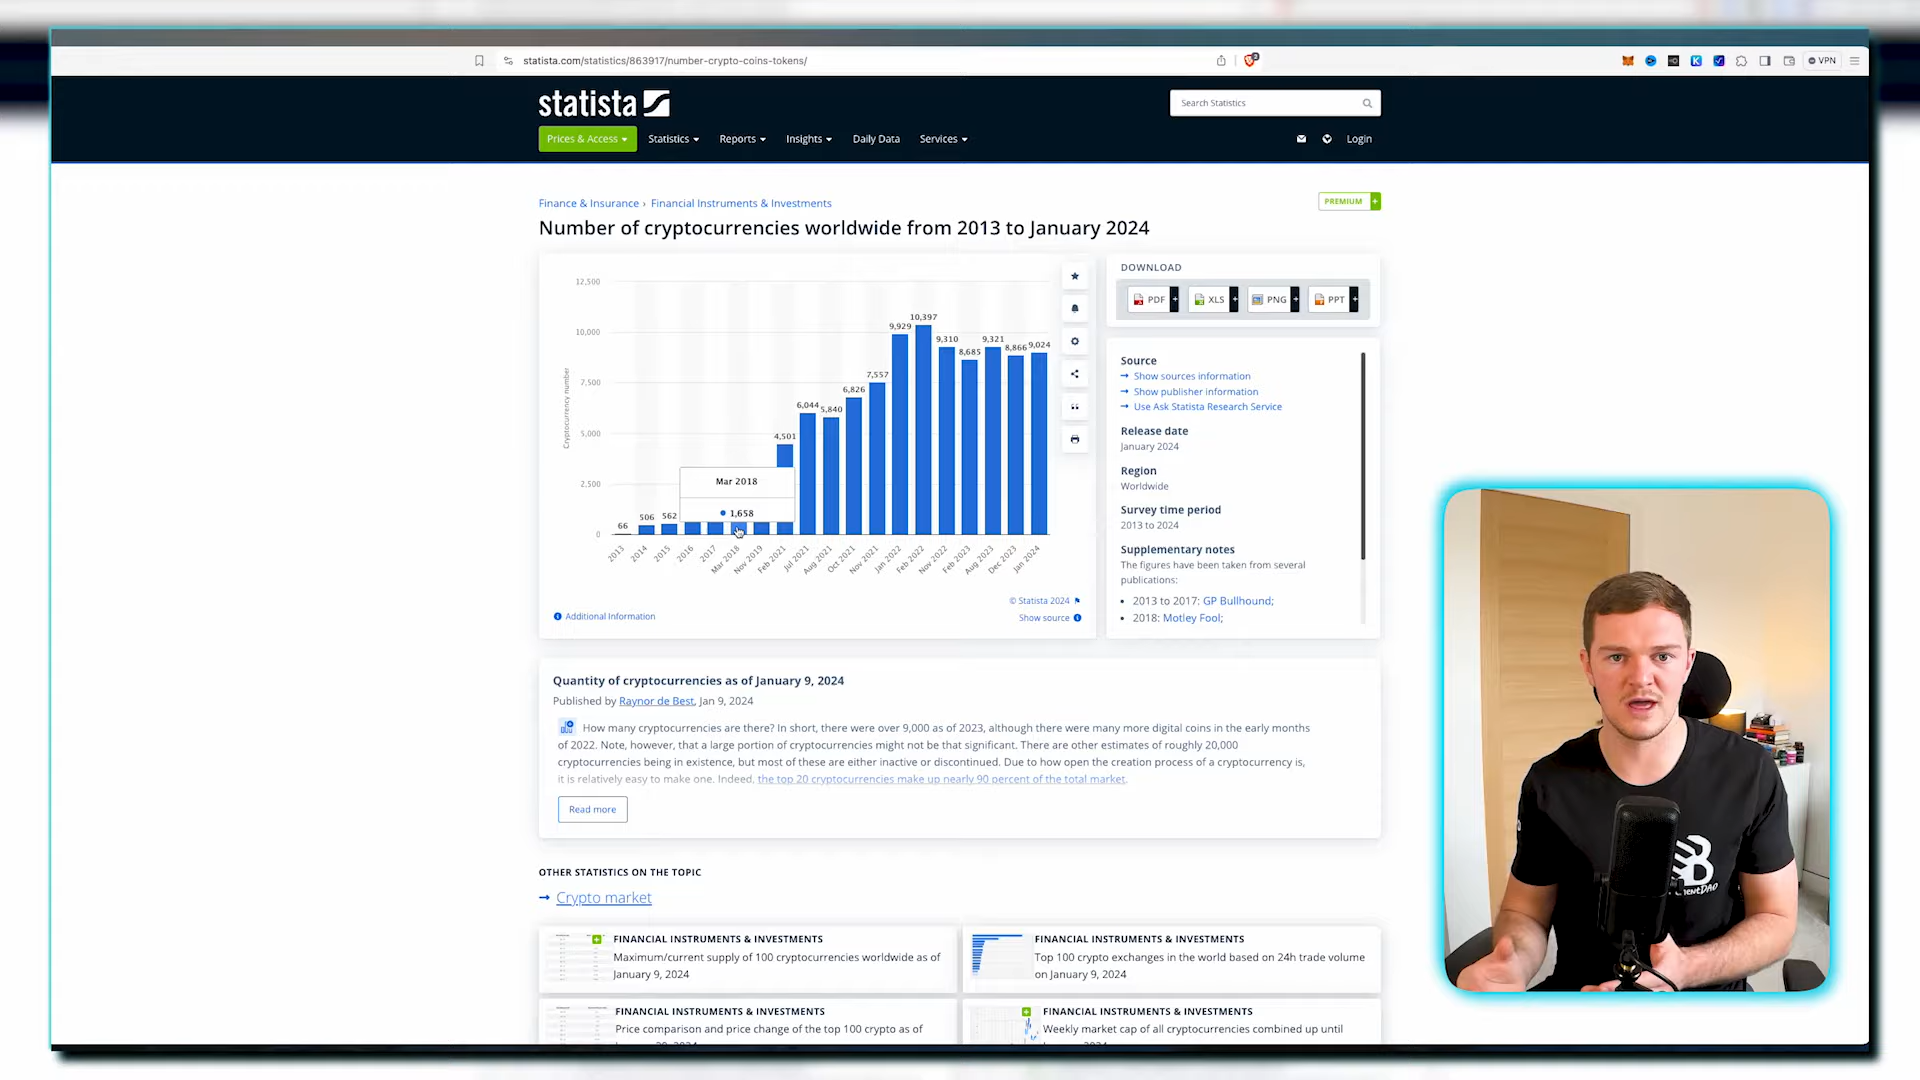 statista.com/statistics/863917/number-crypto-coins-tokens/
VPN
statista
Search Statistics
Prices & Access
Statistics
Reports
Insights
Daily Data
Services
Login
Finance & Insurance › Financial Instruments & Investments
PREMIUM +
Number of cryptocurrencies worldwide from 2013 to January 2024
Cryptocurrency number
12,500
10,000
7,500
5,000
2,500
0
66
506
562
4,501
6,044
5,840
6,826
7,557
9,929
10,397
9,310
8,685
9,321
8,866
9,024
Mar 2018
1,658
2013
2014
2015
2016
2017
Mar 2018
Nov 2019
Feb 2021
Jul 2021
Aug 2021
Oct 2021
Nov 2021
Jan 2022
Feb 2022
Nov 2022
Feb 2023
Aug 2023
Dec 2023
Jan 2024
© Statista 2024
Additional Information
Show source
DOWNLOAD
PDF +
XLS +
PNG +
PPT +
Source
→ Show sources information
→ Show publisher information
→ Use Ask Statista Research Service
Release date
January 2024
Region
Worldwide
Survey time period
2013 to 2024
Supplementary notes
The figures have been taken from several
publications:
• 2013 to 2017: GP Bullhound;
• 2018: Motley Fool;
Quantity of cryptocurrencies as of January 9, 2024
Published by Raynor de Best, Jan 9, 2024
How many cryptocurrencies are there? In short, there were over 9,000 as of 2023, although there were many more digital coins in the early months
of 2022. Note, however, that a large portion of cryptocurrencies might not be that significant. There are other estimates of roughly 20,000
cryptocurrencies being in existence, but most of these are either inactive or discontinued. Due to how open the creation process of a cryptocurrency is,
it is relatively easy to make one. Indeed, the top 20 cryptocurrencies make up nearly 90 percent of the total market.
Read more
OTHER STATISTICS ON THE TOPIC
→ Crypto market
FINANCIAL INSTRUMENTS & INVESTMENTS
Maximum/current supply of 100 cryptocurrencies worldwide as of
January 9, 2024
FINANCIAL INSTRUMENTS & INVESTMENTS
Top 100 crypto exchanges in the world based on 24h trade volume
on January 9, 2024
FINANCIAL INSTRUMENTS & INVESTMENTS
Price comparison and price change of the top 100 crypto as of
FINANCIAL INSTRUMENTS & INVESTMENTS
Weekly market cap of all cryptocurrencies combined up until